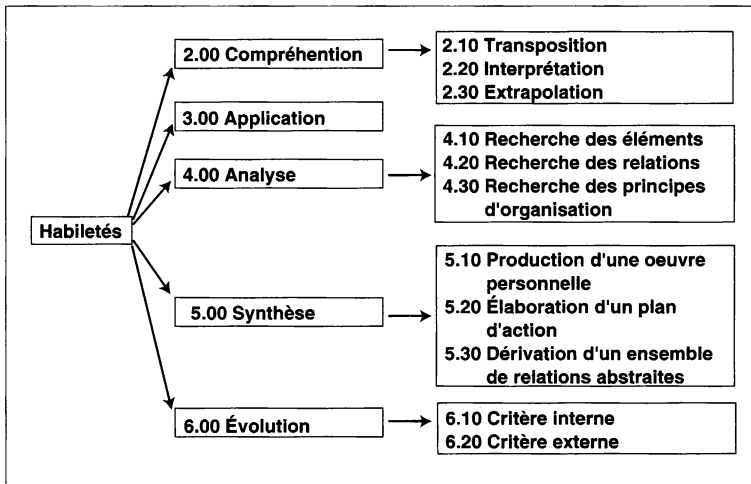 2.00 Compréhention
2.10 Transposition
2.20 Interprétation
2.30 Extrapolation
3.00 Application
4.00 Analyse
4.10 Recherche des éléments
4.20 Recherche des relations
4.30 Recherche des principes
d'organisation
Habiletés
5.00 Synthèse
5.10 Production d'une oeuvre
personnelle
5.20 Élaboration d'un plan
d'action
5.30 Dérivation d'un ensemble
de relations abstraites
6.00 Évolution
6.10 Critère interne
6.20 Critère externe